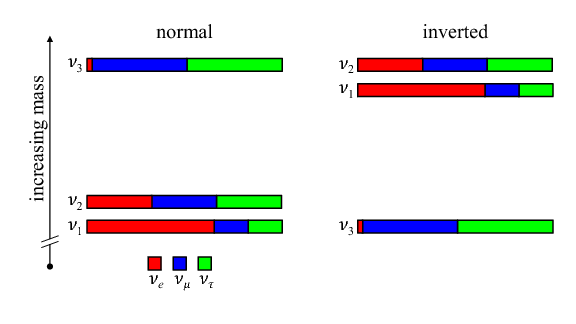 normal
inverted
increasing mass
ν3
ν2
ν1
ν2
ν1
ν3
νe νμ ντ